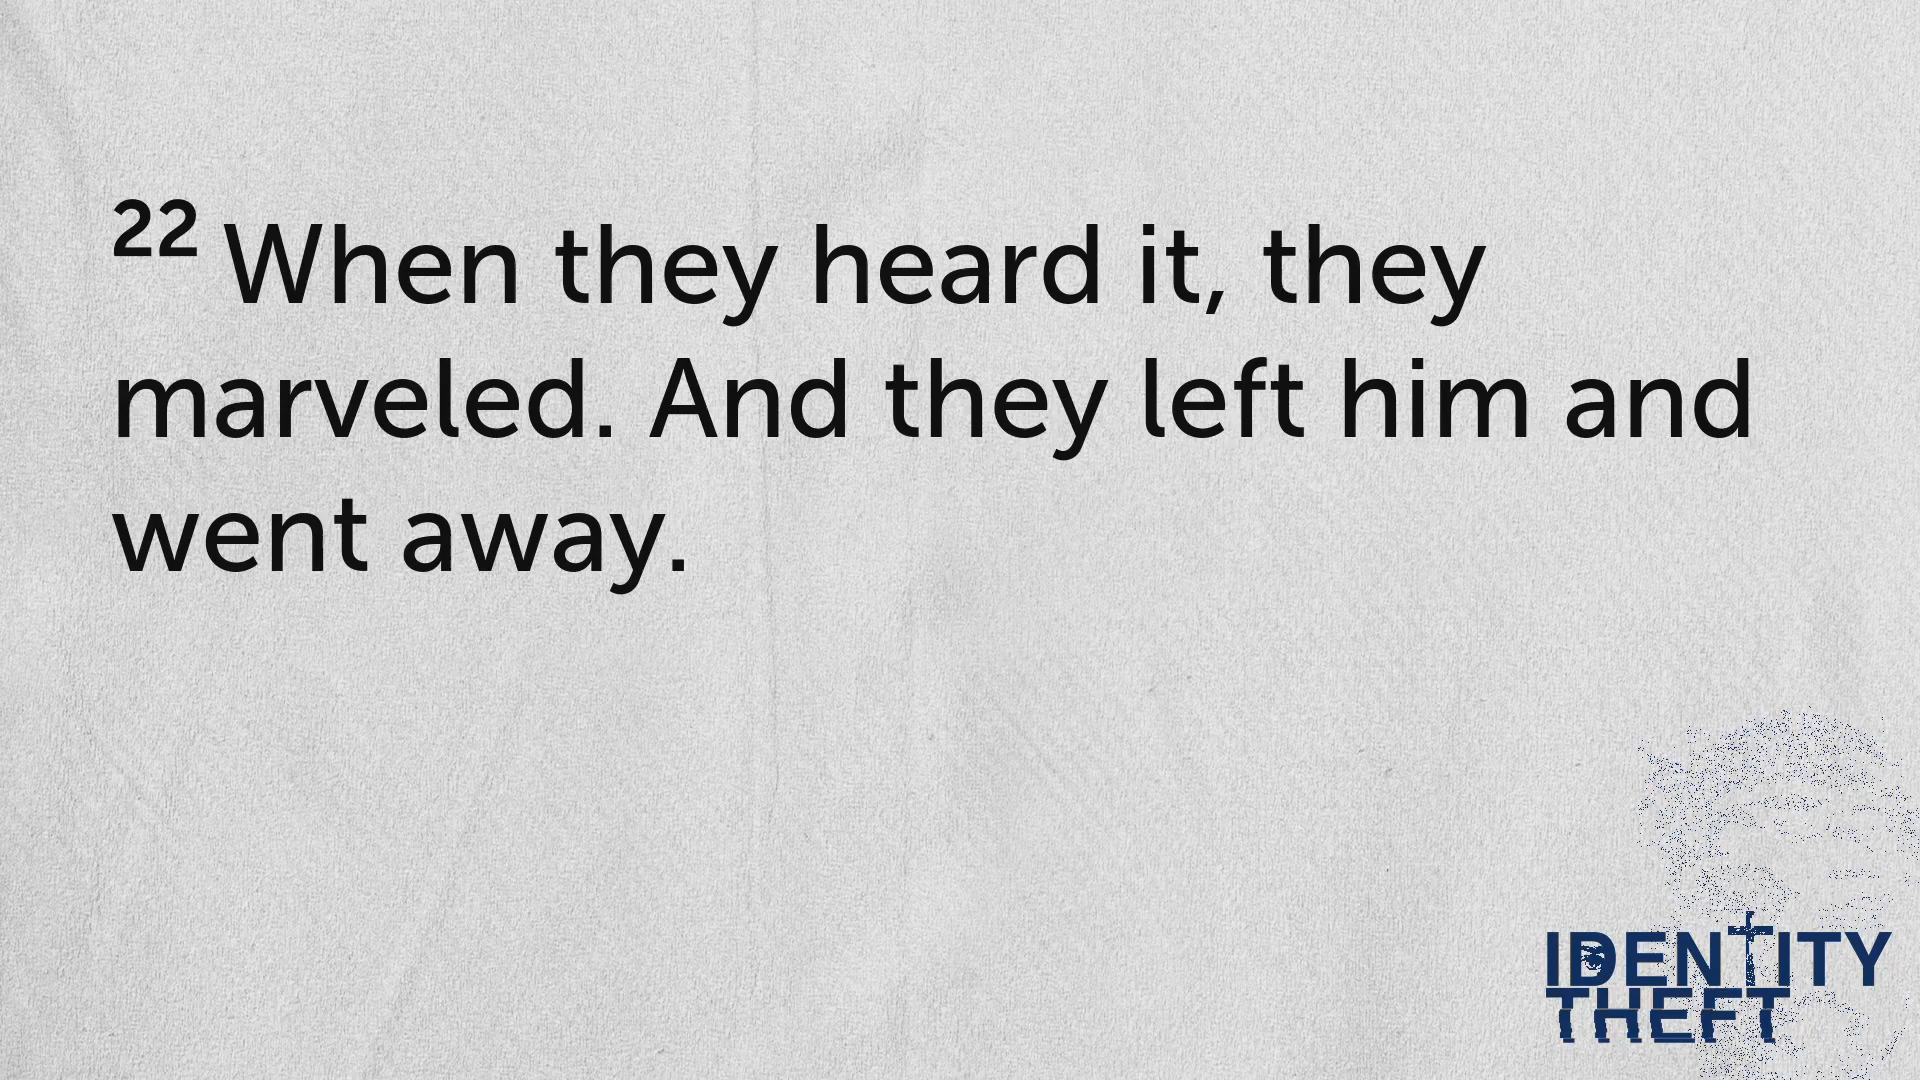 22 When they heard it, they
marveled. And they left him and
went away.
IDENTITY
THEFT